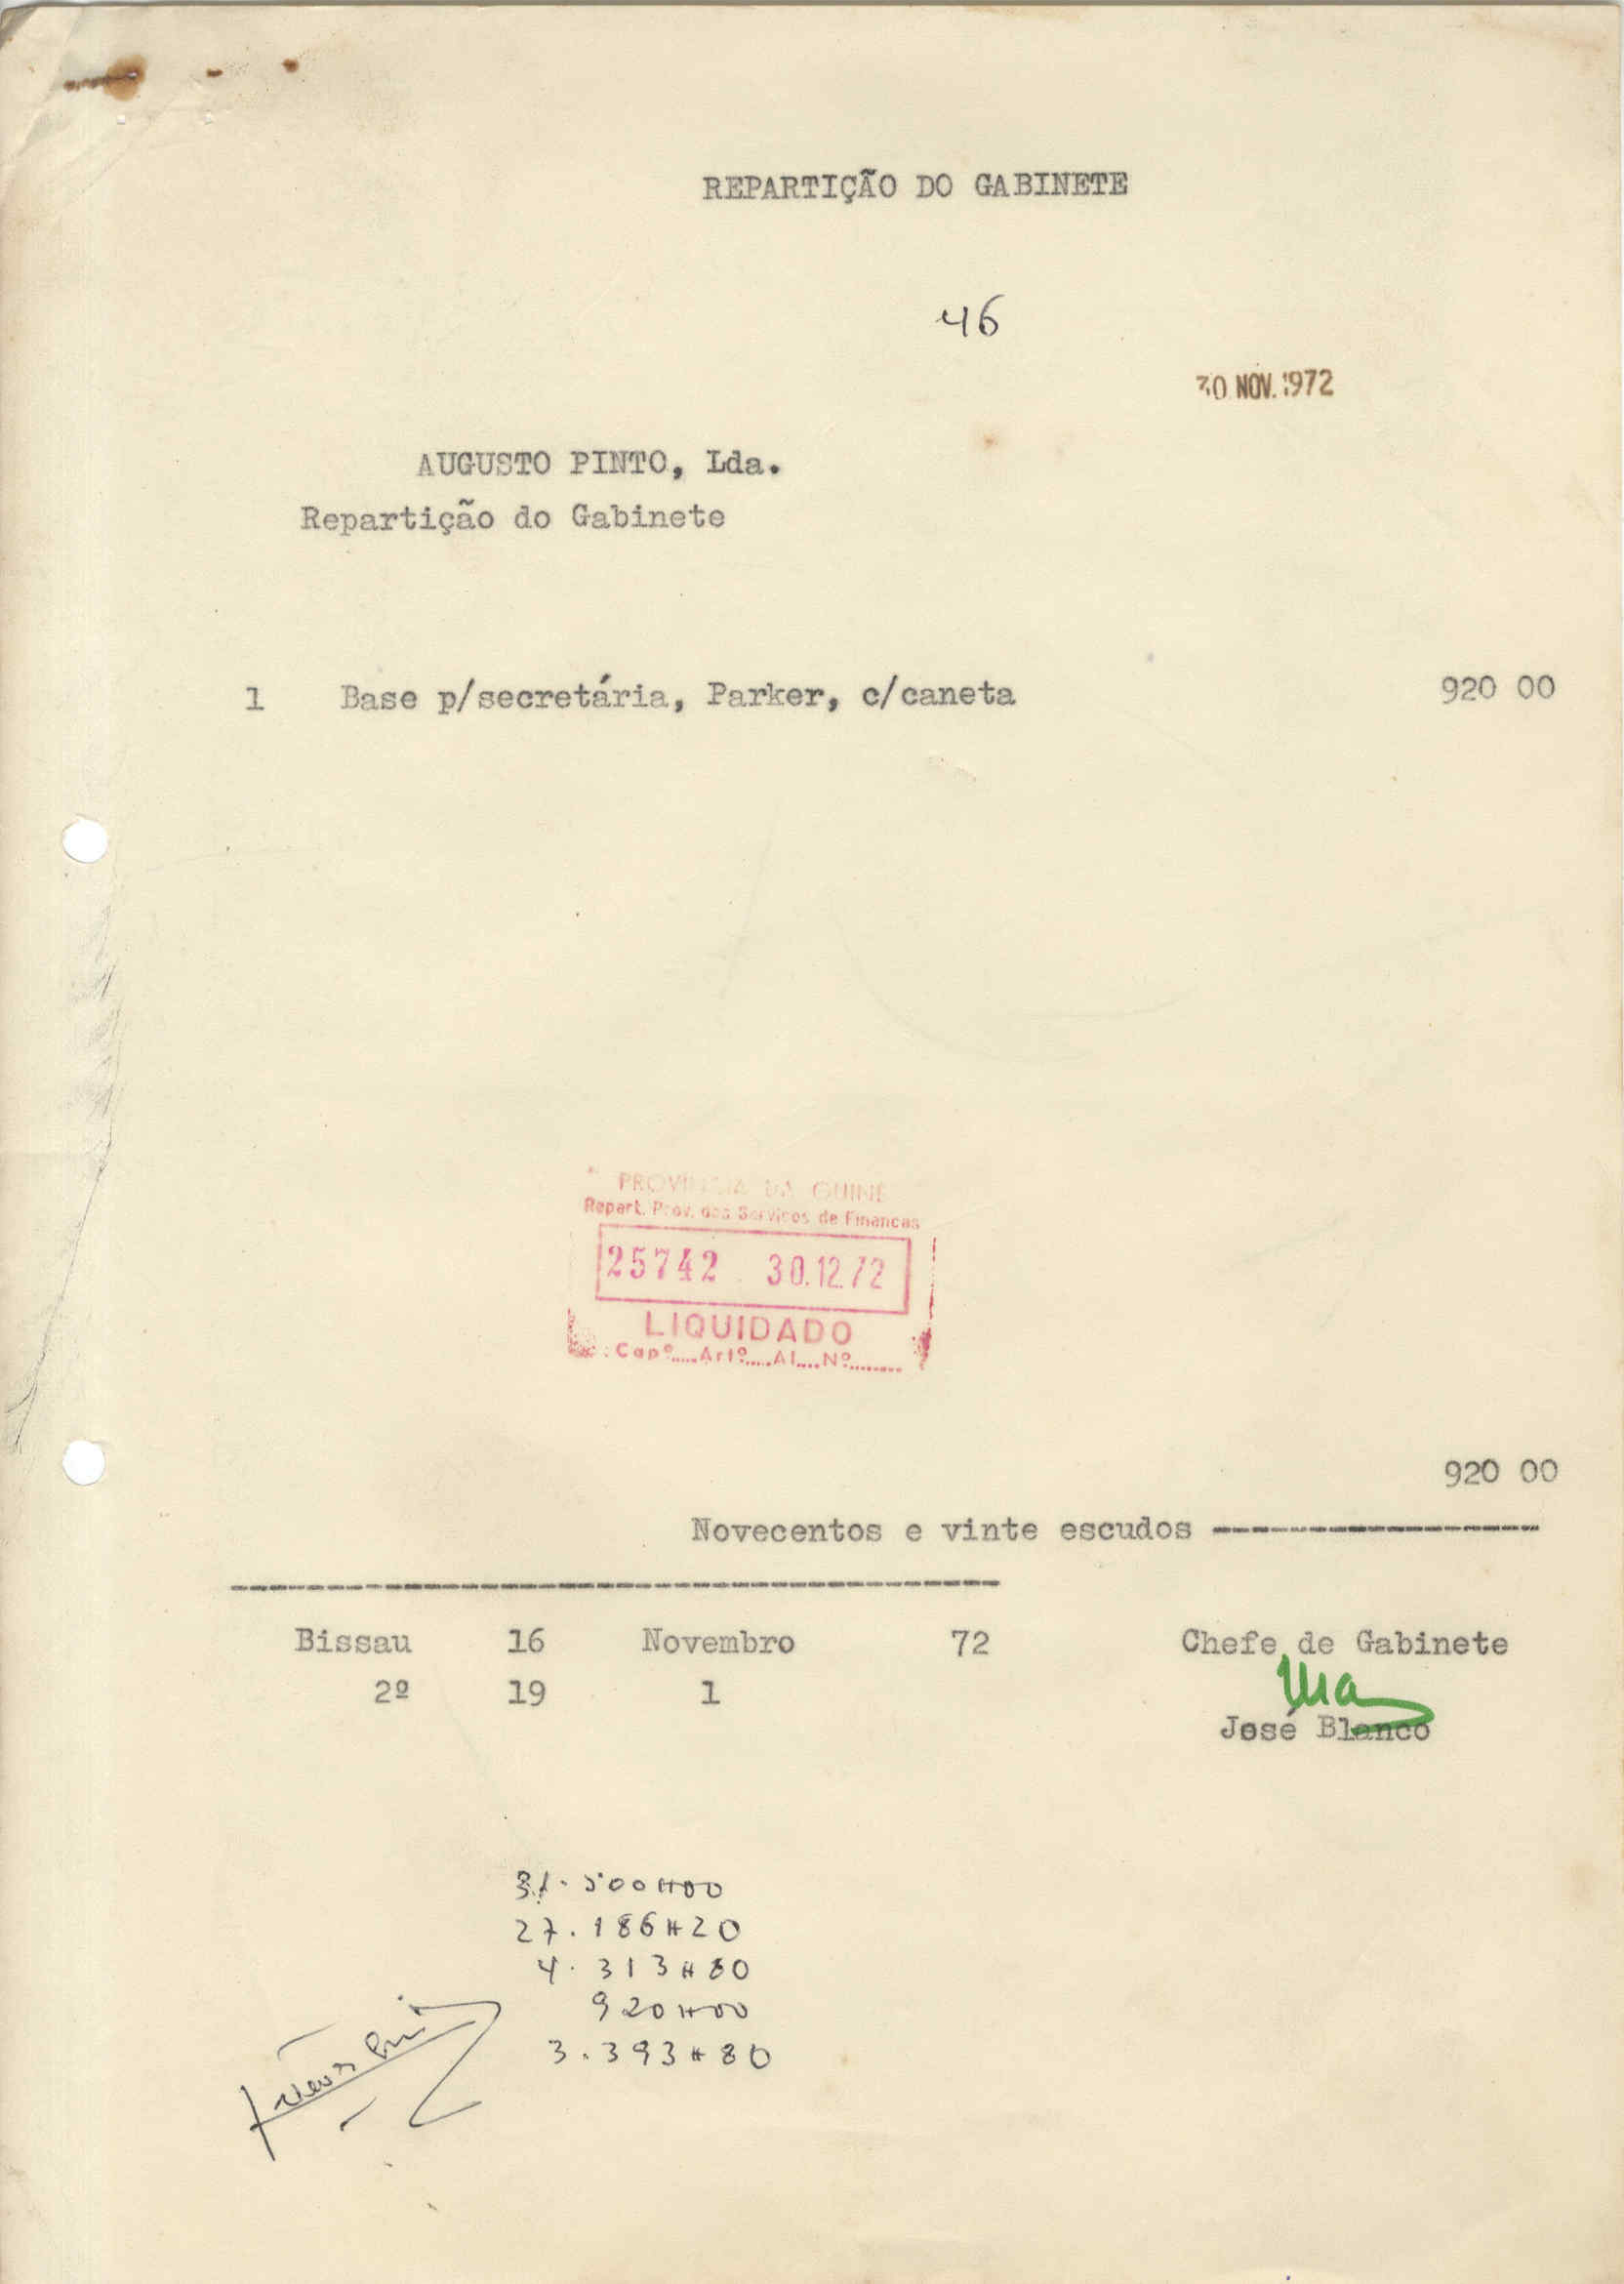 REPARTIÇÃO DO GABINETE
46
30 NOV. 1972
AUGUSTO PINTO, Lda.
Repartição do Gabinete
1 Base p/secretária, Parker, c/caneta 920 00
PROVINCIA DA GUINE
Repart. Prov. dos Serviços de Financas
25742 30.12.72
LIQUIDADO
Capº.....Artº.....Al....Nº........
920 00
Novecentos e vinte escudos -----------------
----------------------------------------
Bissau 16 Novembro 72 Chefe de Gabinete
2º 19 1
José Blanco
31.500$00
27.186$20
4.313$80
920$00
3.393$80